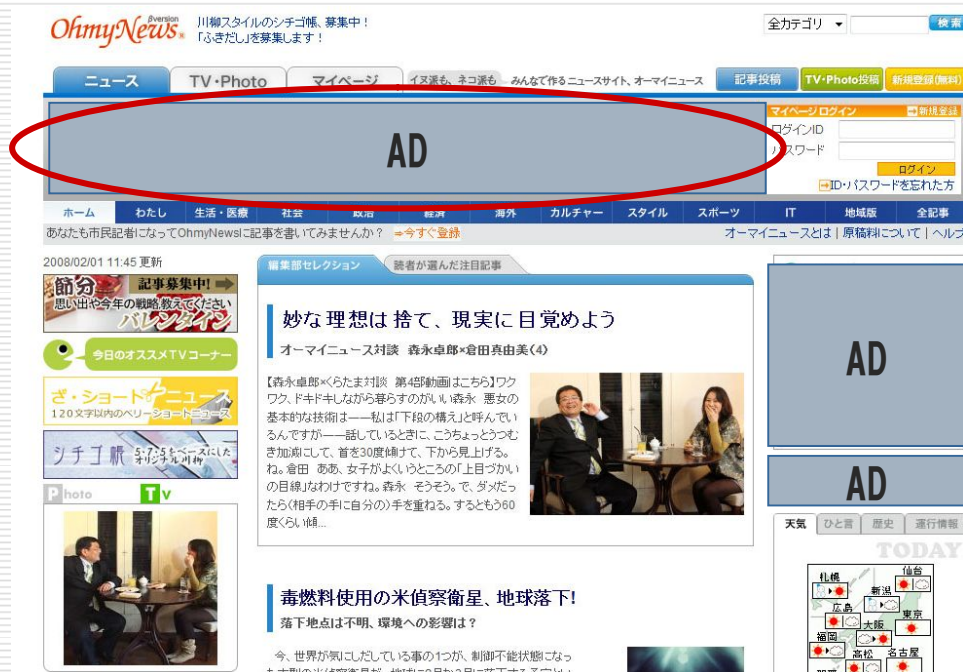 OhmyNews βversion
川柳スタイルのシチゴ帳、募集中！
「ふきだし」を募集します！
全カテゴリ
検索
ニュース
TV・Photo
マイページ
イヌ派も、ネコ派も みんなで作るニュースサイト、オーマイニュース
記事投稿
TV・Photo投稿
新規登録(無料)
AD
マイページログイン
新規登録
ログインID
パスワード
ログイン
ID・パスワードを忘れた方
ホーム わたし 生活・医療 社会 政治 経済 海外 カルチャー スタイル スポーツ IT 地域版 全記事
あなたも市民記者になってOhmyNewsに記事を書いてみませんか？ ⇒今すぐ登録
オーマイニュースとは | 原稿料について | ヘルプ
2008/02/01 11:45 更新
節分
記事募集中!
思い出や今年の戦略、教えてください
バレンタイン
今日のオススメTVコーナー
ざ・ショートニュース
120文字以内のベリーショートニュース
シチゴ帳
5・7・5をベースにしたオリジナル川柳
Photo
TV
編集部セレクション
読者が選んだ注目記事
妙な理想は捨て、現実に目覚めよう
オーマイニュース対談 森永卓郎×倉田真由美(4)
【森永卓郎×くらたま対談 第4部動画はこちら】ワク
ワク、ドキドキしながら暮らすのがいい森永 悪女の
基本的な技術は——私は「下段の構え」と呼んでい
るんですが——話しているときに、こうちょっとうつむ
き加減にして、首を30度傾けて、下から見上げる。
ね。倉田 ああ、女子がよくいうところの「上目づかい
の目線」なわけですね。森永 そうそう。で、ダメだっ
たら(相手の手に自分の)手を重ねる。するともう60
度くらい傾...
毒燃料使用の米偵察衛星、地球落下!
落下地点は不明、環境への影響は？
今、世界が気にしだしている事の1つが、制御不能状態になっ
AD
AD
天気 ひと言 歴史 運行情報
TODAY
札幌
仙台
新潟
広島
東京
大阪
福岡
高松
名古屋